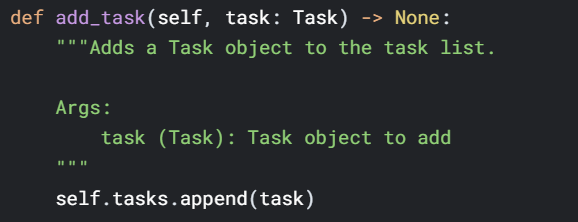 def add_task(self, task: Task) -> None:
    """Adds a Task object to the task list.

    Args:
        task (Task): Task object to add
    """
    self.tasks.append(task)